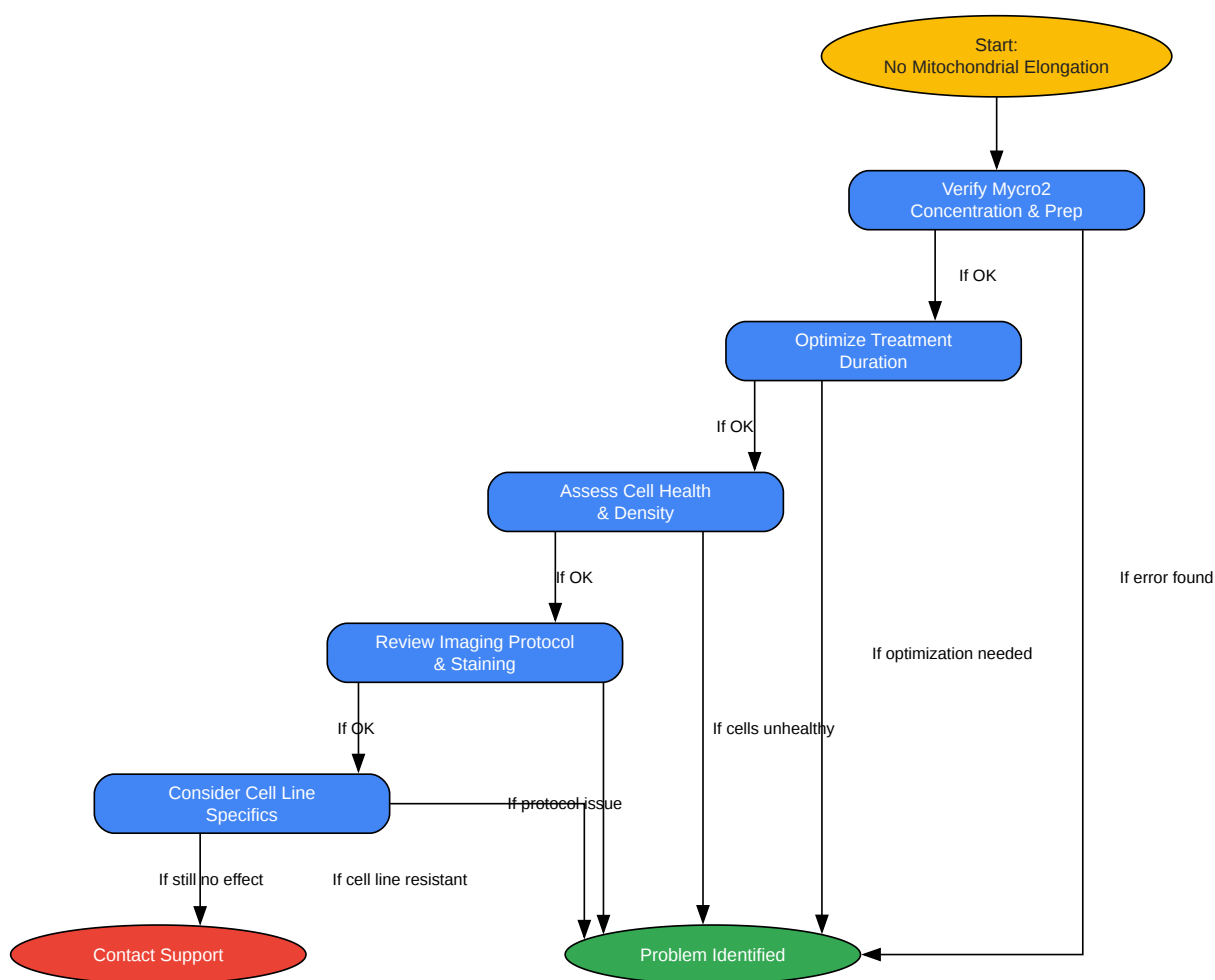 Start:
No Mitochondrial Elongation
Verify Mycro2
Concentration & Prep
If OK
Optimize Treatment
Duration
If OK
Assess Cell Health
& Density
If OK
If error found
Review Imaging Protocol
& Staining
If optimization needed
If OK
If cells unhealthy
Consider Cell Line
Specifics
If protocol issue
If still no effect
If cell line resistant
Contact Support
Problem Identified